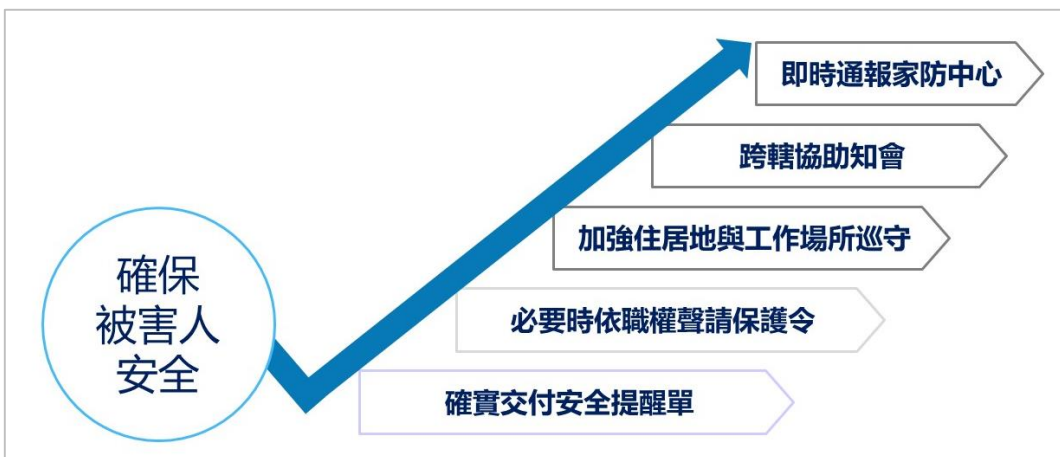 即時通報家防中心
跨轄協助知會
加強住居地與工作場所巡守
必要時依職權聲請保護令
確實交付安全提醒單
確保
被害人
安全